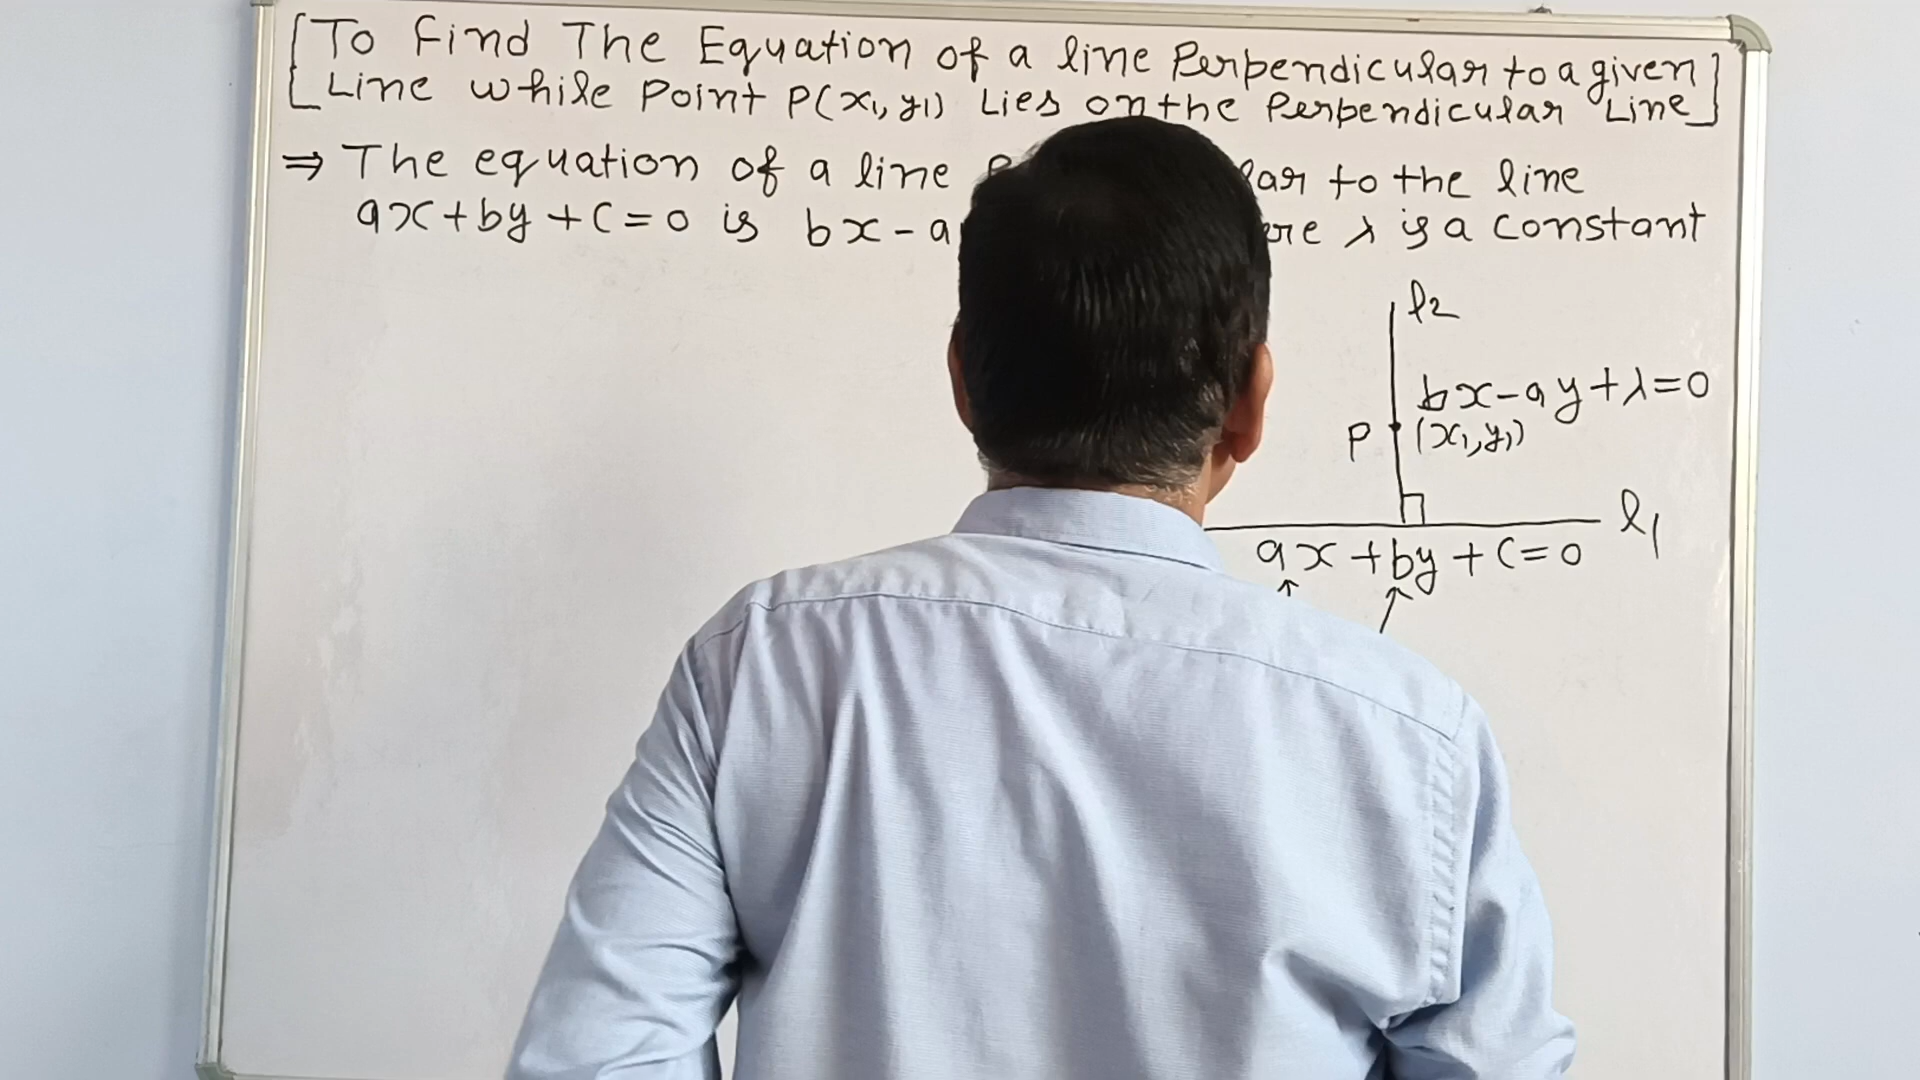 [To Find The Equation of a line Perpendicular to a given]
[Line while Point P(x₁, y₁) Lies on the Perpendicular Line]
⇒ The equation of a line to the line
ax+by+c=0 is bx-a λ is a constant
l₂
bx-ay+λ=0
P (x₁,y₁)
l₁
ax+by+c=0